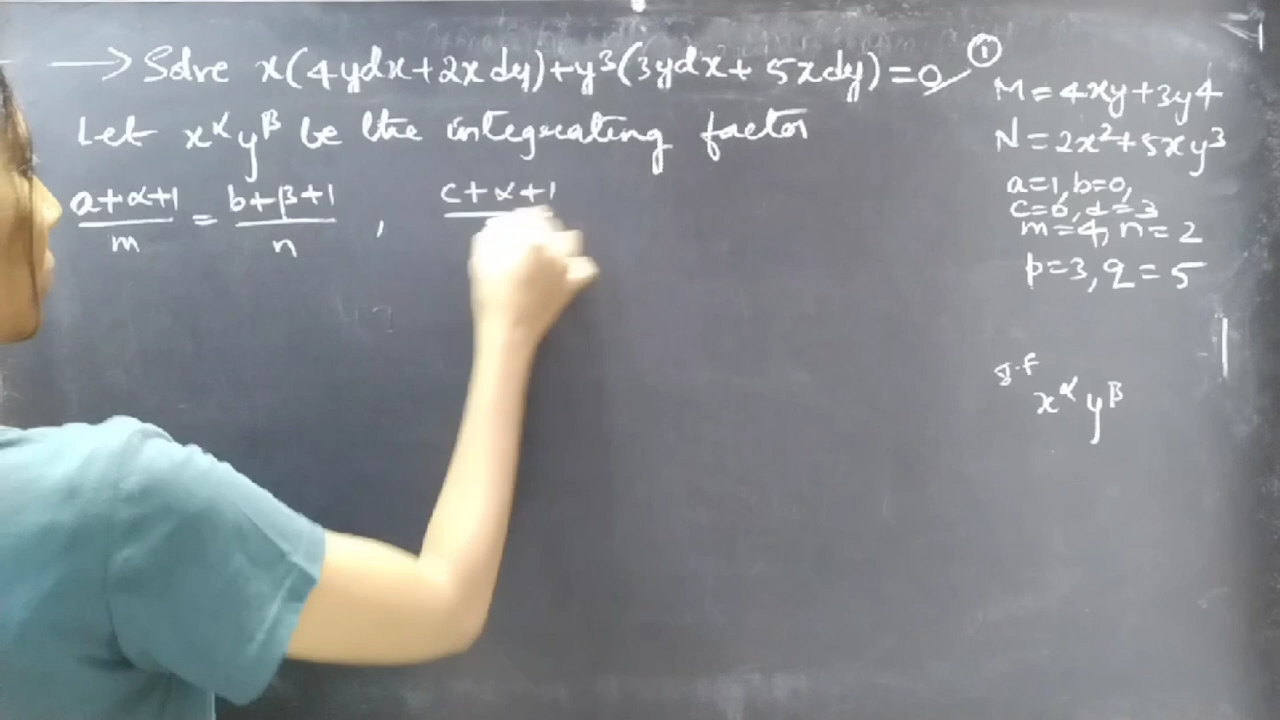 → Solve x(4ydx+2xdy)+y³(3ydx+5xdy)=0 ①
Let x^α y^β be the integrating factor
(a+α+1)/m = (b+β+1)/n , c+α+1
M=4xy+3y4
N=2x²+5xy³
a=1, b=0,
c=0, d=3
m=4, n=2
p=3, q=5
I.F
x^α y^β